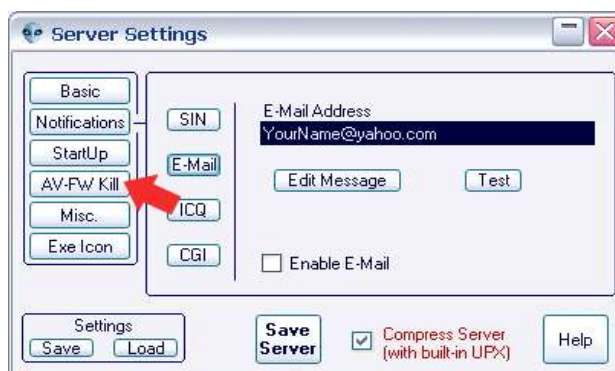 Server Settings
Basic
Notifications
StartUp
AV-FW Kill
Misc.
Exe Icon
SIN
E-Mail
ICQ
CGI
E-Mail Address
YourName@yahoo.com
Edit Message
Test
Enable E-Mail
Settings
Save
Load
Save
Server
Compress Server
(with built-in UPX)
Help